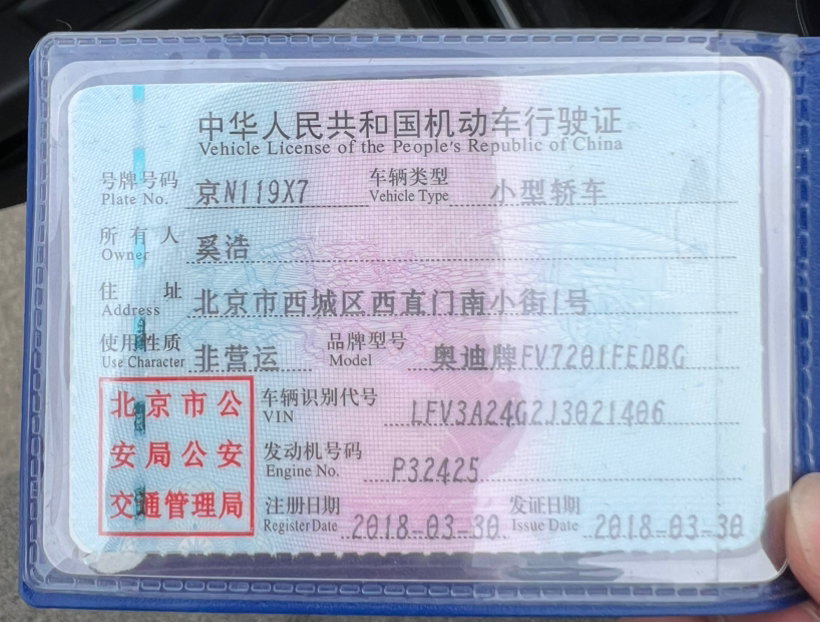 中华人民共和国机动车行驶证
Vehicle License of the People's Republic of China
号牌号码 京N119X7 车辆类型 小型轿车
Plate No. Vehicle Type
所有人 奚浩
Owner
住址 北京市西城区西直门南小街1号
Address
使用性质 非营运 品牌型号 奥迪牌FV7201FEDBG
Use Character Model
北京市公
安局公安
交通管理局
车辆识别代号 LFV3A24G2J3021406
VIN
发动机号码 P32425
Engine No.
注册日期 2018-03-30 发证日期 2018-03-30
Register Date Issue Date